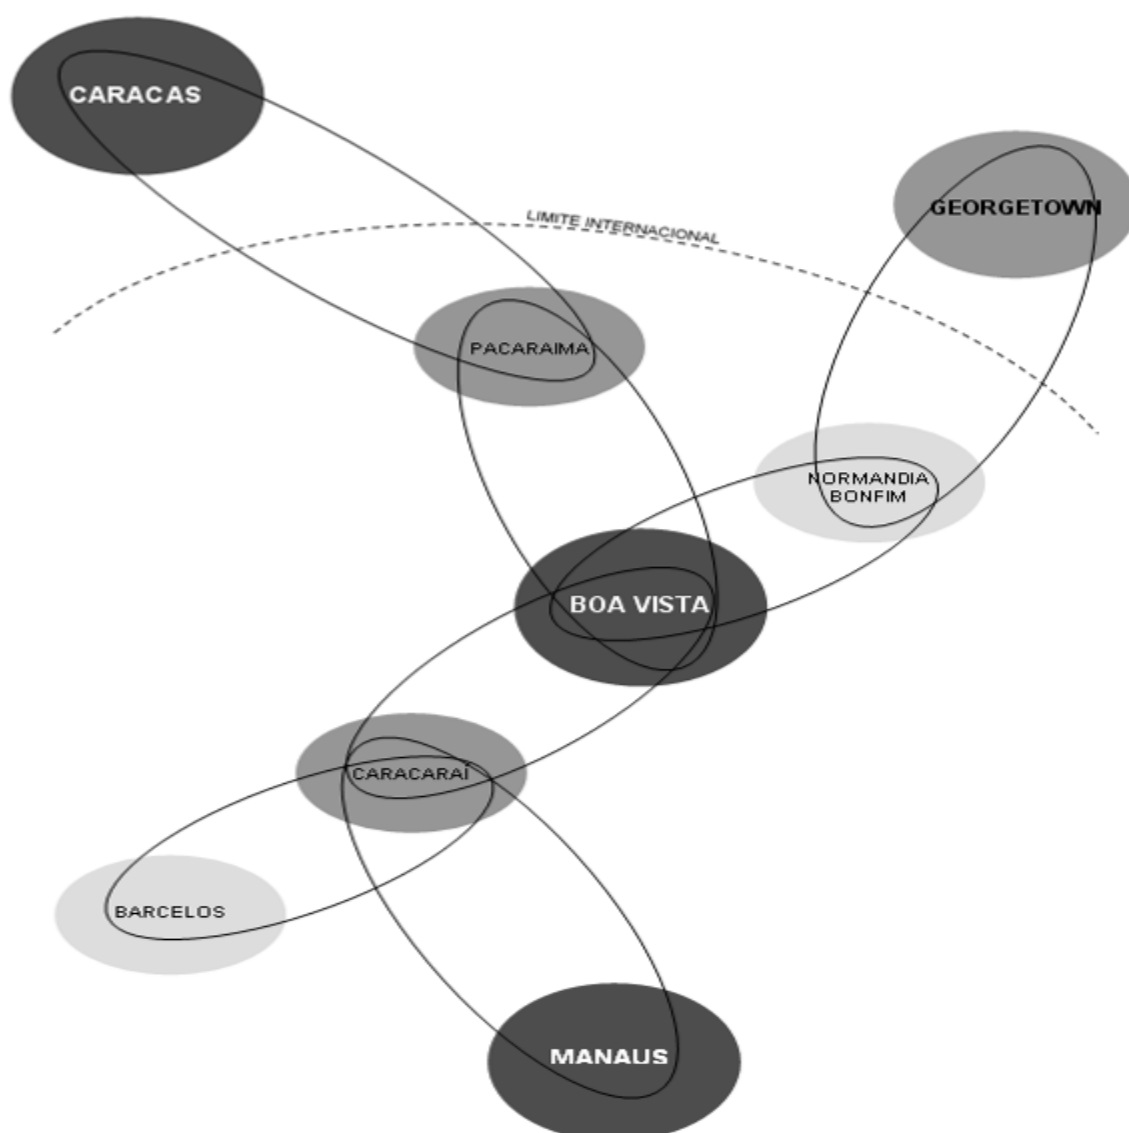 CARACAS
GEORGETOWN
LIMITE INTERNACIONAL
PACARAIMA
NORMANDIA
BONFIM
BOA VISTA
CARACARAÍ
BARCELOS
MANAUS